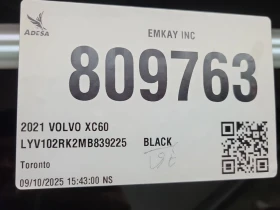 ADESA
EMKAY INC
809763
2021 VOLVO XC60
LYV102RK2MB839225 BLACK
Toronto
09/10/2025 15:43:00 NS